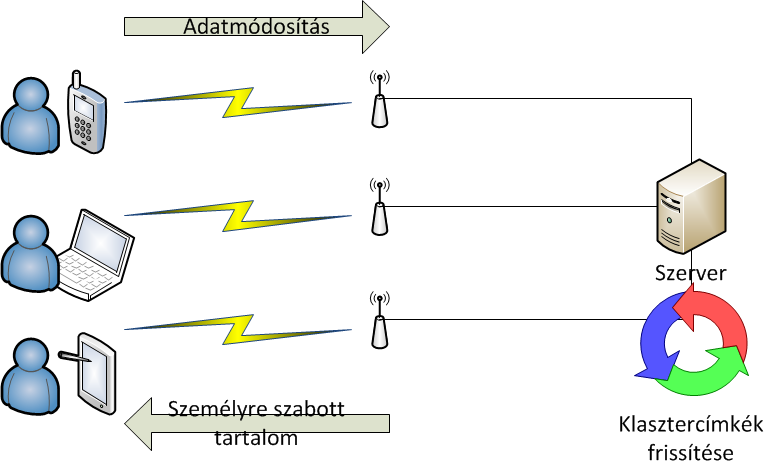 Adatmódosítás
Szerver
Személyre szabott
tartalom
Klasztercímkék
frissítése